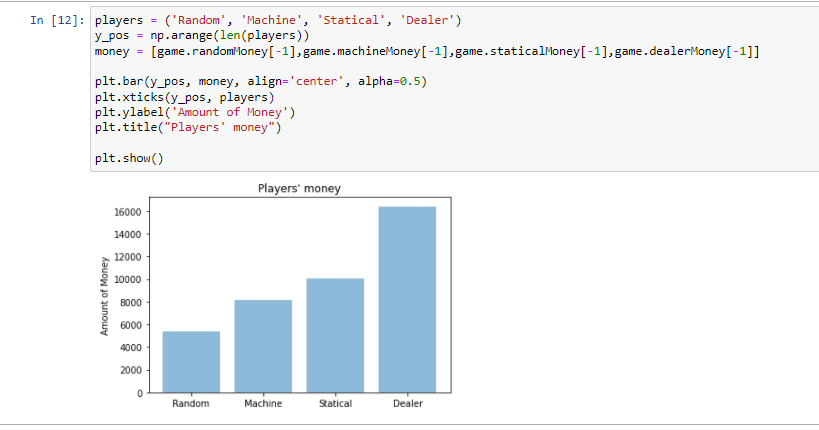 In [12]: players = ('Random', 'Machine', 'Statical', 'Dealer')
y_pos = np.arange(len(players))
money = [game.randomMoney[-1],game.machineMoney[-1],game.staticalMoney[-1],game.dealerMoney[-1]]
plt.bar(y_pos, money, align='center', alpha=0.5)
plt.xticks(y_pos, players)
plt.ylabel('Amount of Money')
plt.title("Players' money")
plt.show()
Players' money
16000
14000
12000
10000
8000
6000
4000
2000
0
Amount of Money
Random Machine Statical Dealer